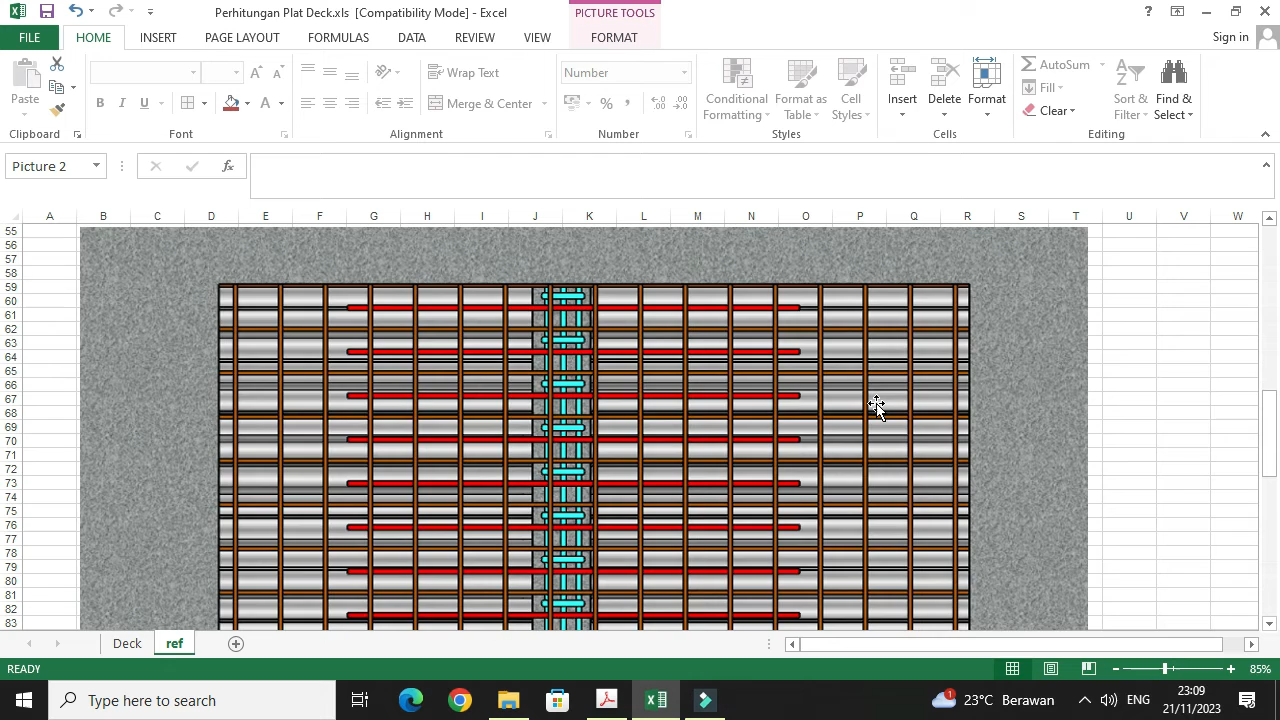 Perhitungan Plat Deck.xls [Compatibility Mode] - Excel
PICTURE TOOLS
Sign in
FILE HOME INSERT PAGE LAYOUT FORMULAS DATA REVIEW VIEW FORMAT
Paste
Clipboard
B I U A
Font
Wrap Text
Merge & Center
Alignment
Number
Number
Conditional Formatting
Format as Table
Cell Styles
Styles
Insert
Delete
Format
Cells
AutoSum
Fill
Clear
Sort & Filter
Find & Select
Editing
Picture 2
fx
A B C D E F G H I J K L M N O P Q R S T U V W
55
56
57
58
59
60
61
62
63
64
65
66
67
68
69
70
71
72
73
74
75
76
77
78
79
80
81
82
83
Deck ref
READY
85%
Type here to search
1
23°C Berawan
ENG
23:09
21/11/2023